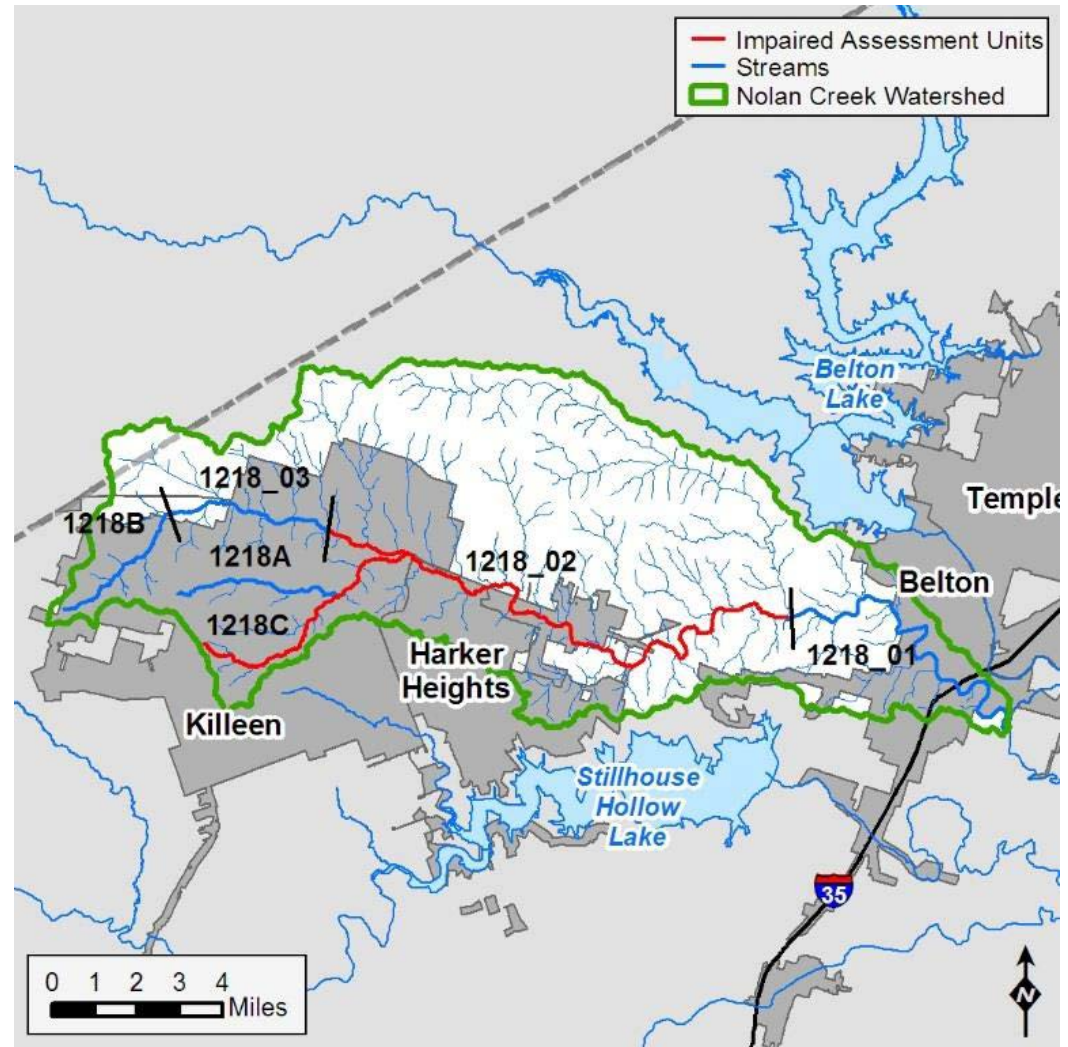 Impaired Assessment Units
Streams
Nolan Creek Watershed
Belton
Lake
Temple
1218_03
1218B
1218A
1218_02
Belton
1218C
1218_01
Harker
Heights
Killeen
Stillhouse
Hollow
Lake
35
0 1 2 3 4
Miles
N